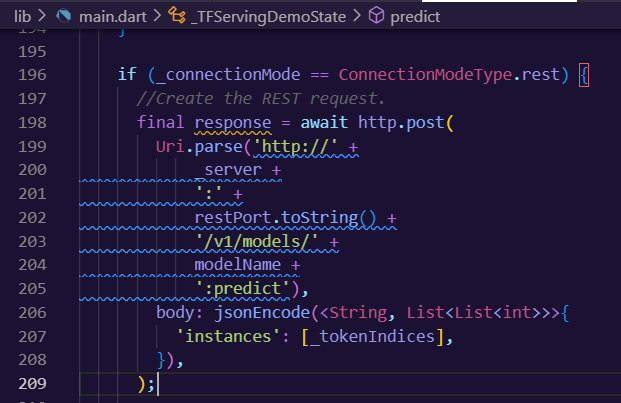 lib > main.dart > _TFServingDemoState > predict
194 }
195
196 if (_connectionMode == ConnectionModeType.rest) {
197 //Create the REST request.
198 final response = await http.post(
199 Uri.parse('http://' +
200 _server +
201 ':' +
202 restPort.toString() +
203 '/v1/models/' +
204 modelName +
205 ':predict'),
206 body: jsonEncode(<String, List<List<int>>>{
207 'instances': [_tokenIndices],
208 }),
209 );